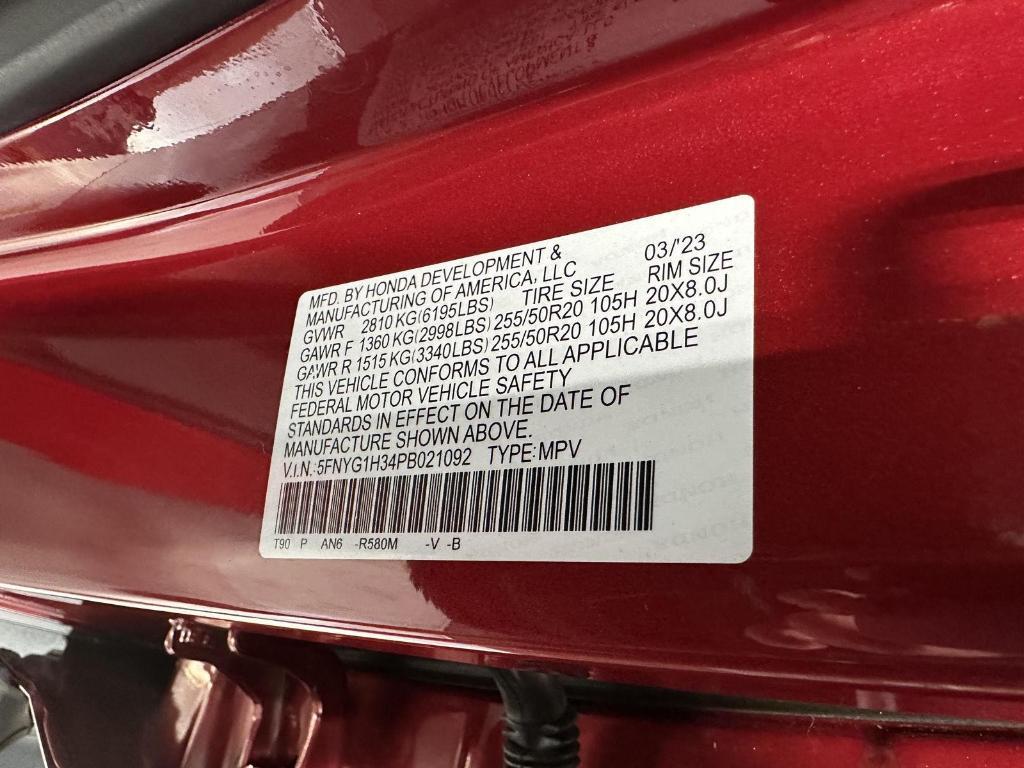 MFD. BY HONDA DEVELOPMENT & 03/'23
MANUFACTURING OF AMERICA, LLC
GVWR 2810 KG(6195LBS) TIRE SIZE RIM SIZE
GAWR F 1360 KG(2998LBS) 255/50R20 105H 20X8.0J
GAWR R 1515 KG(3340LBS) 255/50R20 105H 20X8.0J
THIS VEHICLE CONFORMS TO ALL APPLICABLE
FEDERAL MOTOR VEHICLE SAFETY
STANDARDS IN EFFECT ON THE DATE OF
MANUFACTURE SHOWN ABOVE.
V.I.N.:5FNYG1H34PB021092 TYPE:MPV
T90 P AN6 -R580M -V -B